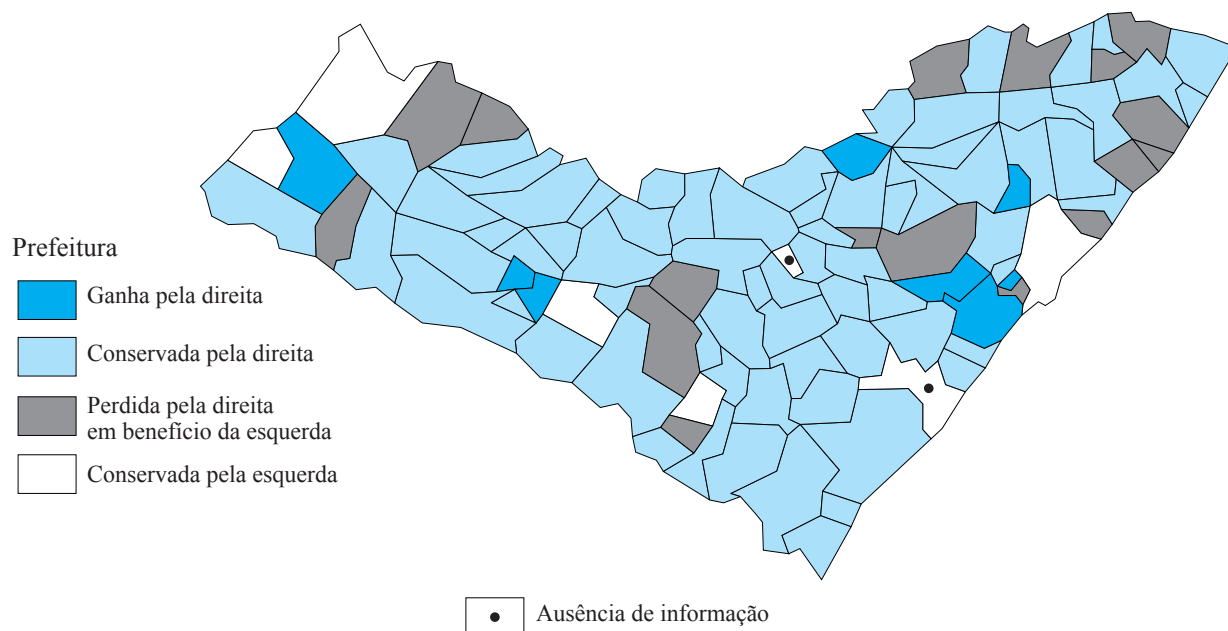 Prefeitura
Ganha pela direita
Conservada pela direita
Perdida pela direita
em benefício da esquerda
Conservada pela esquerda
Ausência de informação